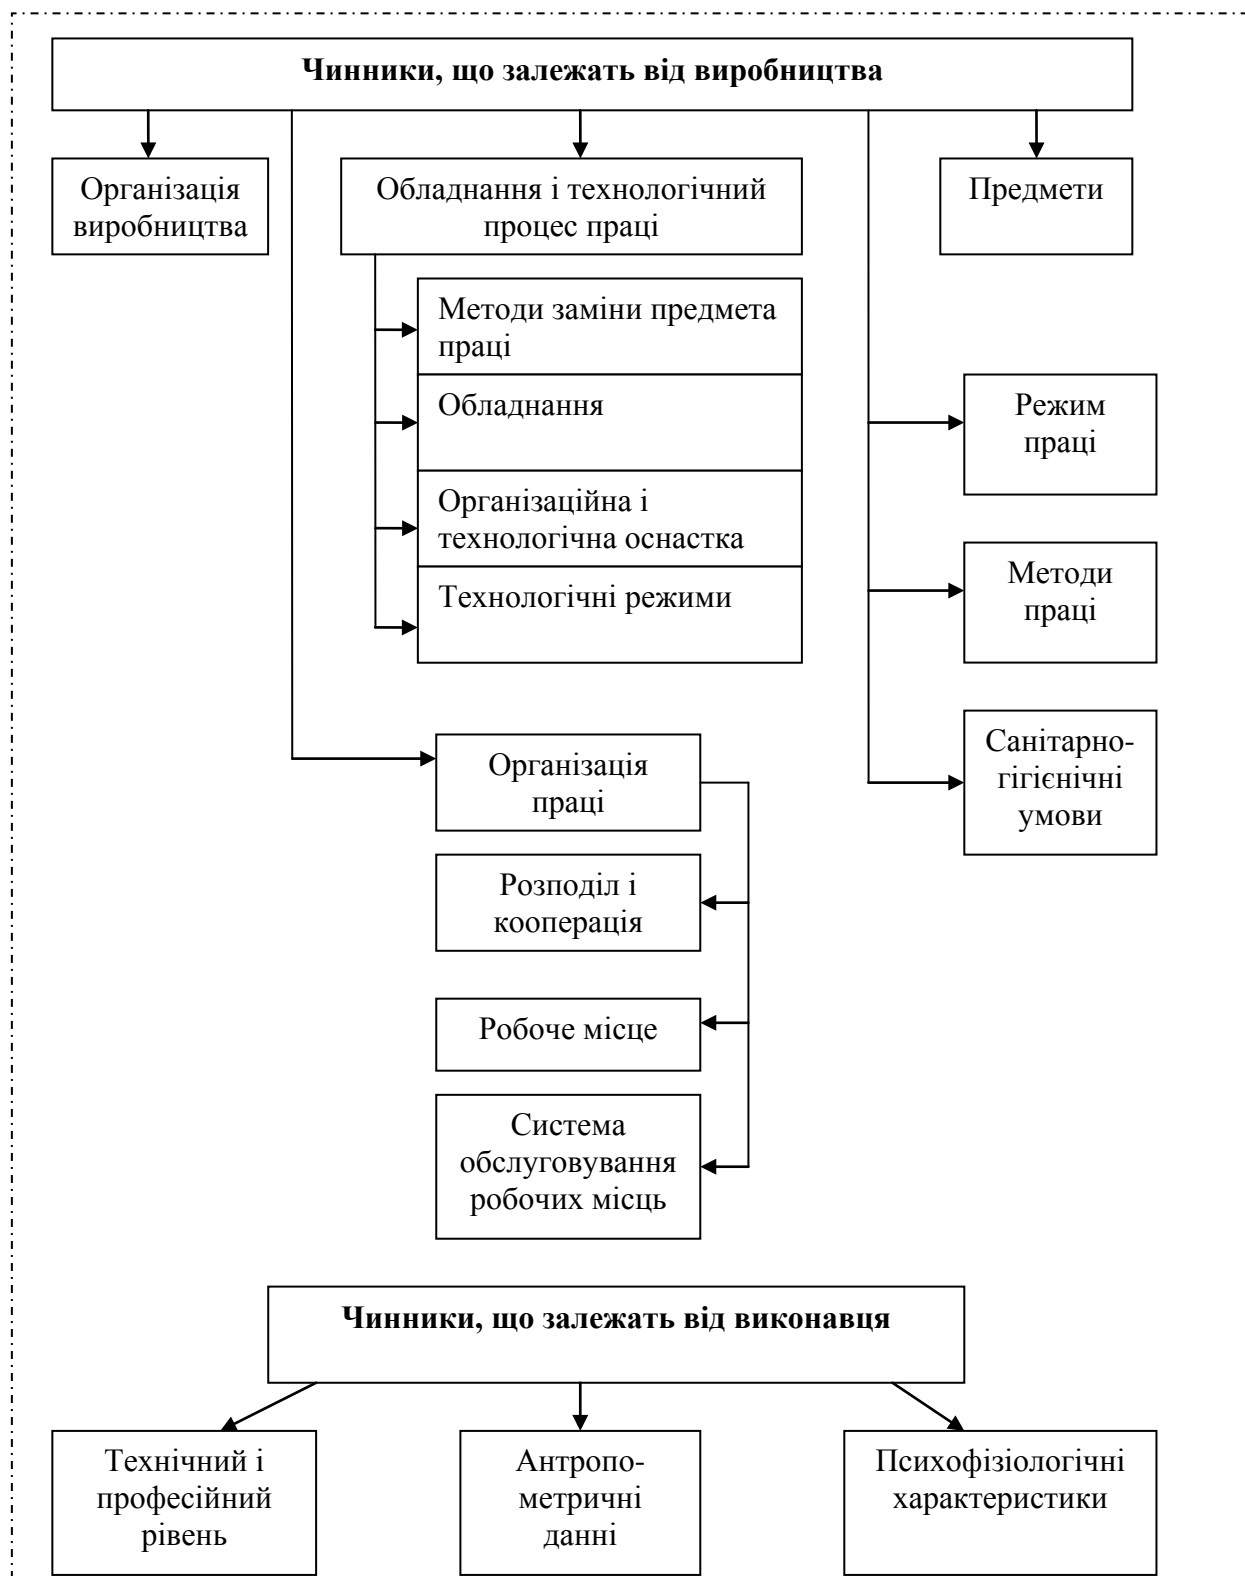 Чинники, що залежать від виробництва
Організація
виробництва
Обладнання і технологічний
процес праці
Предмети
Методи заміни предмета
праці
Обладнання
Організаційна і
технологічна оснастка
Технологічні режими
Режим
праці
Методи
праці
Санітарно-
гігієнічні
умови
Організація
праці
Розподіл і
кооперація
Робоче місце
Система
обслуговування
робочих місць
Чинники, що залежать від виконавця
Технічний і
професійний
рівень
Антропо-
метричні
данні
Психофізіологічні
характеристики